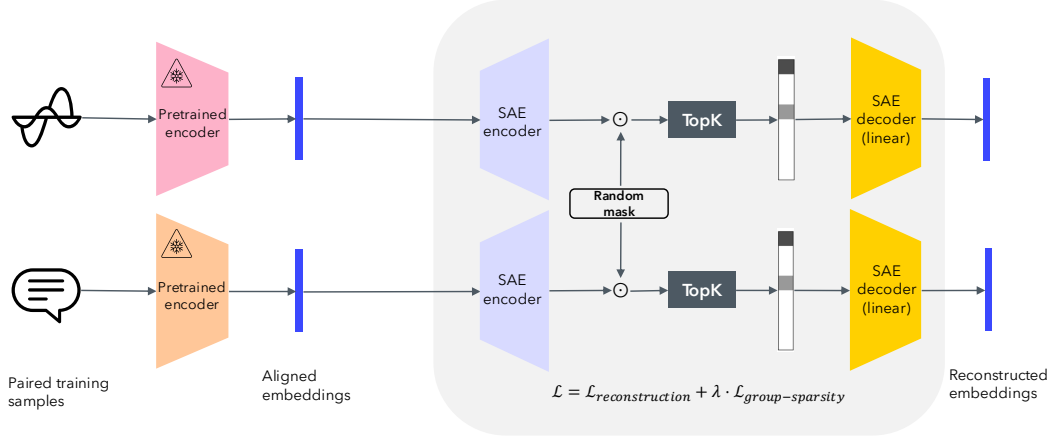 Pretrained
encoder
SAE
encoder
⊙
TopK
SAE
decoder
(linear)
Random
mask
Pretrained
encoder
SAE
encoder
⊙
TopK
SAE
decoder
(linear)
Paired training
samples
Aligned
embeddings
ℒ = ℒ_reconstruction + λ · ℒ_group−sparsity
Reconstructed
embeddings